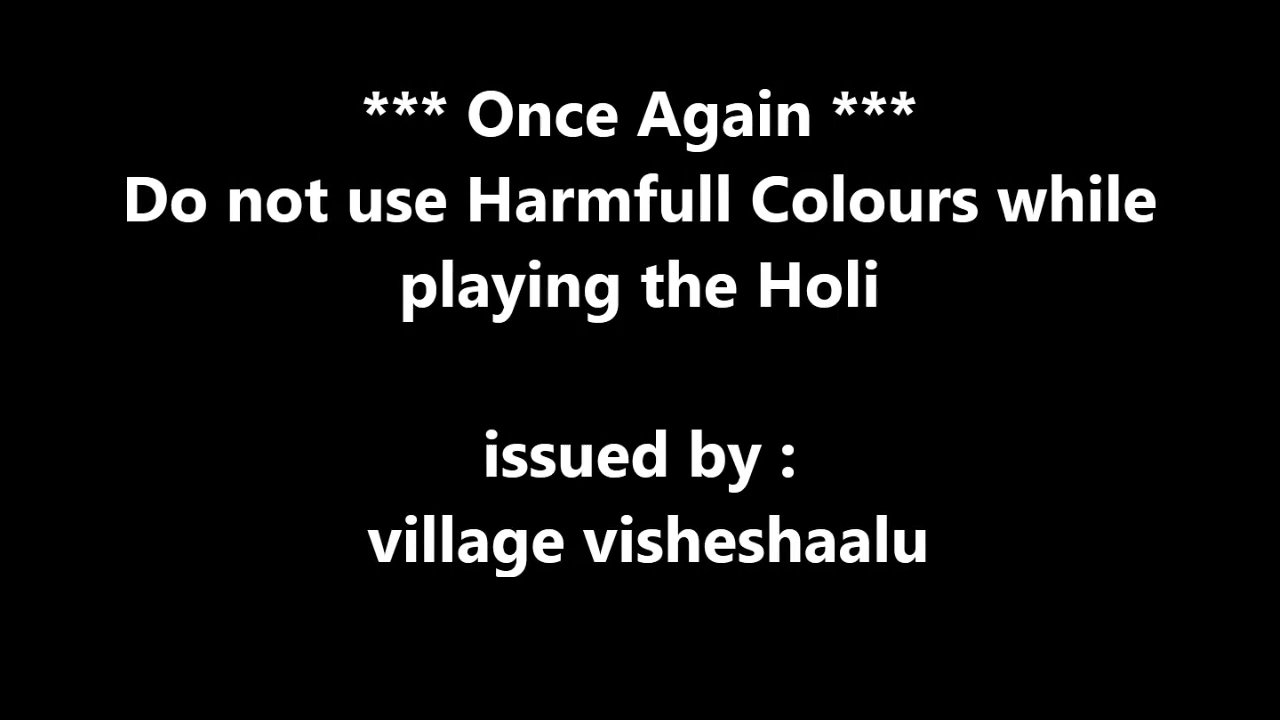 *** Once Again ***
Do not use Harmfull Colours while
playing the Holi
issued by :
village visheshaalu